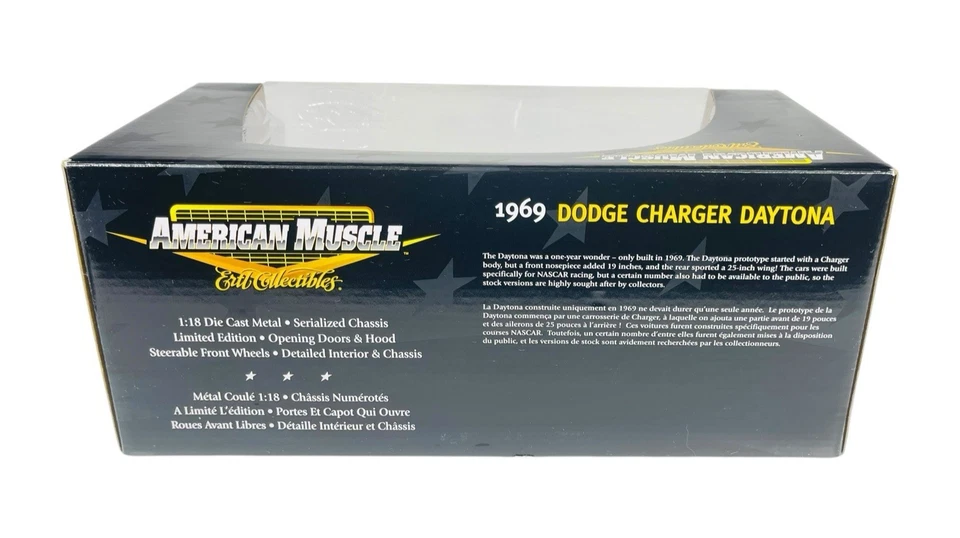 AMERICAN MUSCLE
AMERICAN MUSCLE
Ertl Collectibles
1:18 Die Cast Metal • Serialized Chassis
Limited Edition • Opening Doors & Hood
Steerable Front Wheels • Detailed Interior & Chassis
Métal Coulé 1:18 • Châssis Numérotés
A Limité L'édition • Portes Et Capot Qui Ouvre
Roues Avant Libres • Détaille Intérieur et Châssis
1969 DODGE CHARGER DAYTONA
The Daytona was a one-year wonder – only built in 1969. The Daytona prototype started with a Charger
body, but a front nosepiece added 19 inches, and the rear sported a 25-inch wing! The cars were built
specifically for NASCAR racing, but a certain number also had to be available to the public, so the
stock versions are highly sought after by collectors.
La Daytona construite uniquement en 1969 ne devait durer qu'une seule année. Le prototype de la
Daytona commença par une carrosserie de Charger, à laquelle on ajouta une partie avant de 19 pouces
et des ailerons de 25 pouces à l'arrière ! Ces voitures furent construites spécifiquement pour les
courses NASCAR. Toutefois, un certain nombre d'entre elles furent également mises à la disposition
du public, et les versions de stock sont avidement recherchées par les collectionneurs.